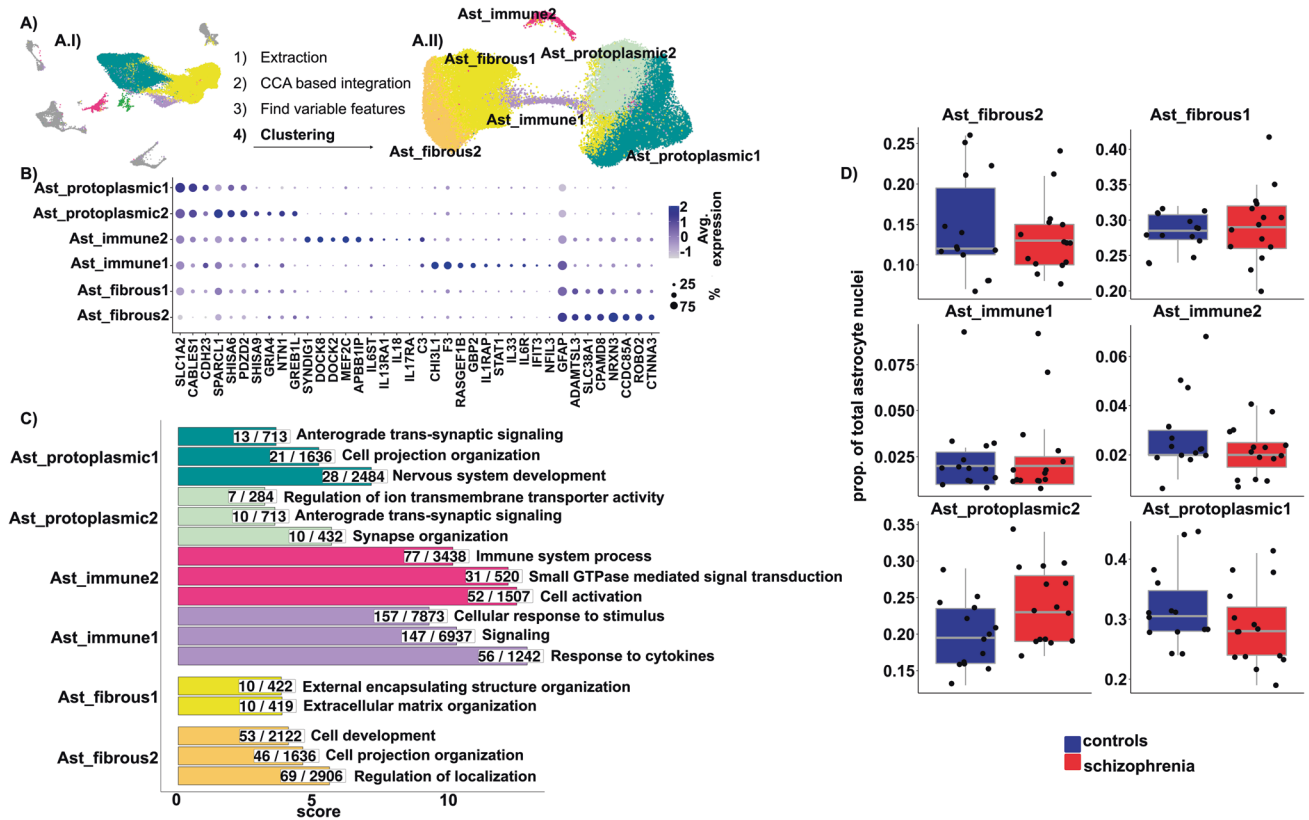 A)
A.I)
1) Extraction
2) CCA based integration
3) Find variable features
4) Clustering
A.II)
Ast_immune2
Ast_fibrous1
Ast_protoplasmic2
Ast_immune1
Ast_fibrous2
Ast_protoplasmic1
B)
Ast_protoplasmic1
Ast_protoplasmic2
Ast_immune2
Ast_immune1
Ast_fibrous1
Ast_fibrous2
SLC1A2
CABLES1
CDH23
SPARCL1
SHISA6
PDZD2
SHISA9
GRIA4
NTN1
GREB1L
SYNDIG1
DOCK8
DOCK2
MEF2C
APBB1IP
IL6ST
IL13RA1
IL18
IL17RA
C3
CHI3L1
F3
RASGEF1B
GBP2
IL1RAP
STAT1
IL33
IL6R
IFIT3
NFIL3
GFAP
ADAMTSL3
SLC38A1
CPAMD8
NRXN3
CCDC85A
ROBO2
CTNNA3
2
1
0
-1
Avg.
expression
25
75
%
C)
Ast_protoplasmic1
13 / 713 Anterograde trans-synaptic signaling
21 / 1636 Cell projection organization
28 / 2484 Nervous system development
Ast_protoplasmic2
7 / 284 Regulation of ion transmembrane transporter activity
10 / 713 Anterograde trans-synaptic signaling
10 / 432 Synapse organization
Ast_immune2
77 / 3438 Immune system process
31 / 520 Small GTPase mediated signal transduction
52 / 1507 Cell activation
Ast_immune1
157 / 7873 Cellular response to stimulus
147 / 6937 Signaling
56 / 1242 Response to cytokines
Ast_fibrous1
10 / 422 External encapsulating structure organization
10 / 419 Extracellular matrix organization
Ast_fibrous2
53 / 2122 Cell development
46 / 1636 Cell projection organization
69 / 2906 Regulation of localization
0 5 10
score
D)
prop. of total astrocyte nuclei
Ast_fibrous2
0.25
0.20
0.15
0.10
Ast_fibrous1
0.40
0.35
0.30
0.25
0.20
Ast_immune1
0.075
0.050
0.025
0.000
Ast_immune2
0.06
0.04
0.02
Ast_protoplasmic2
0.35
0.30
0.25
0.20
0.15
Ast_protoplasmic1
0.4
0.3
0.2
controls
schizophrenia